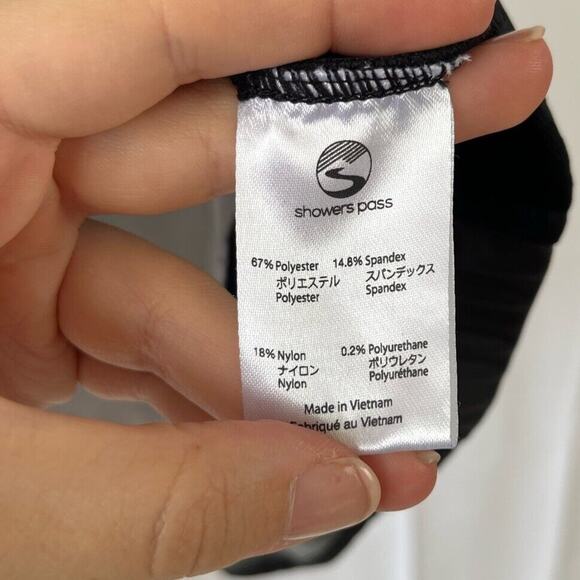 showers pass
67% Polyester 14.8% Spandex
ポリエステル スパンデックス
Polyester Spandex
18% Nylon 0.2% Polyurethane
ナイロン ポリウレタン
Nylon Polyuréthane
Made in Vietnam
Fabriqué au Vietnam